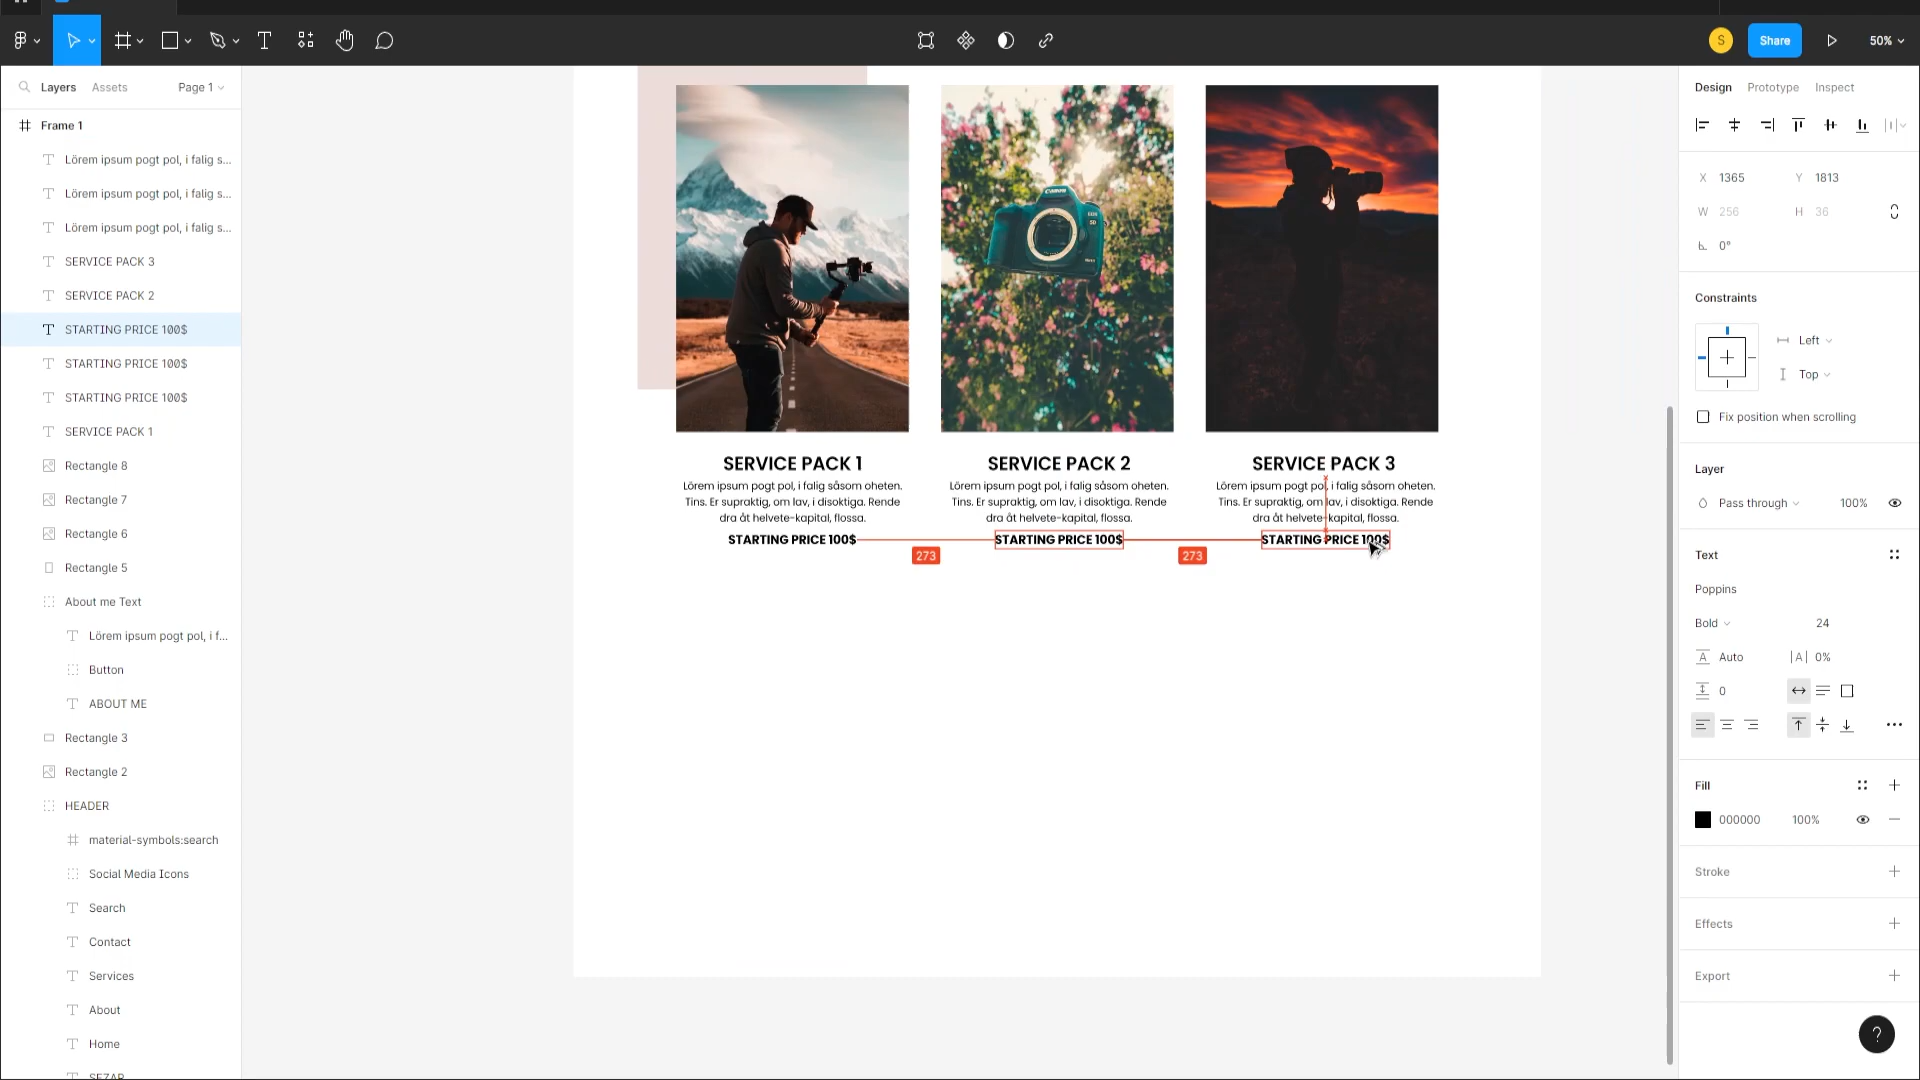 S
Share
50%
Layers
Assets
Page 1
Frame 1
Lörem ipsum pogt pol, i falig s...
Lörem ipsum pogt pol, i falig s...
Lörem ipsum pogt pol, i falig s...
SERVICE PACK 3
SERVICE PACK 2
STARTING PRICE 100$
STARTING PRICE 100$
STARTING PRICE 100$
SERVICE PACK 1
Rectangle 8
Rectangle 7
Rectangle 6
Rectangle 5
About me Text
Lörem ipsum pogt pol, i f...
Button
ABOUT ME
Rectangle 3
Rectangle 2
HEADER
material-symbols:search
Social Media Icons
Search
Contact
Services
About
Home
SEZAR
Canon
EOS
5D
SERVICE PACK 1
Lörem ipsum pogt pol, i falig såsom oheten.
Tins. Er supraktig, om lav, i disoktiga. Rende
dra åt helvete-kapital, flossa.
STARTING PRICE 100$
SERVICE PACK 2
Lörem ipsum pogt pol, i falig såsom oheten.
Tins. Er supraktig, om lav, i disoktiga. Rende
dra åt helvete-kapital, flossa.
STARTING PRICE 100$
SERVICE PACK 3
Lörem ipsum pogt pol, i falig såsom oheten.
Tins. Er supraktig, om lav, i disoktiga. Rende
dra åt helvete-kapital, flossa.
STARTING PRICE 100$
273
273
Design
Prototype
Inspect
X 1365
Y 1813
W 256
H 36
0°
Constraints
Left
Top
Fix position when scrolling
Layer
Pass through
100%
Text
Poppins
Bold
24
A Auto
|A| 0%
0
Fill
000000
100%
Stroke
Effects
Export
?